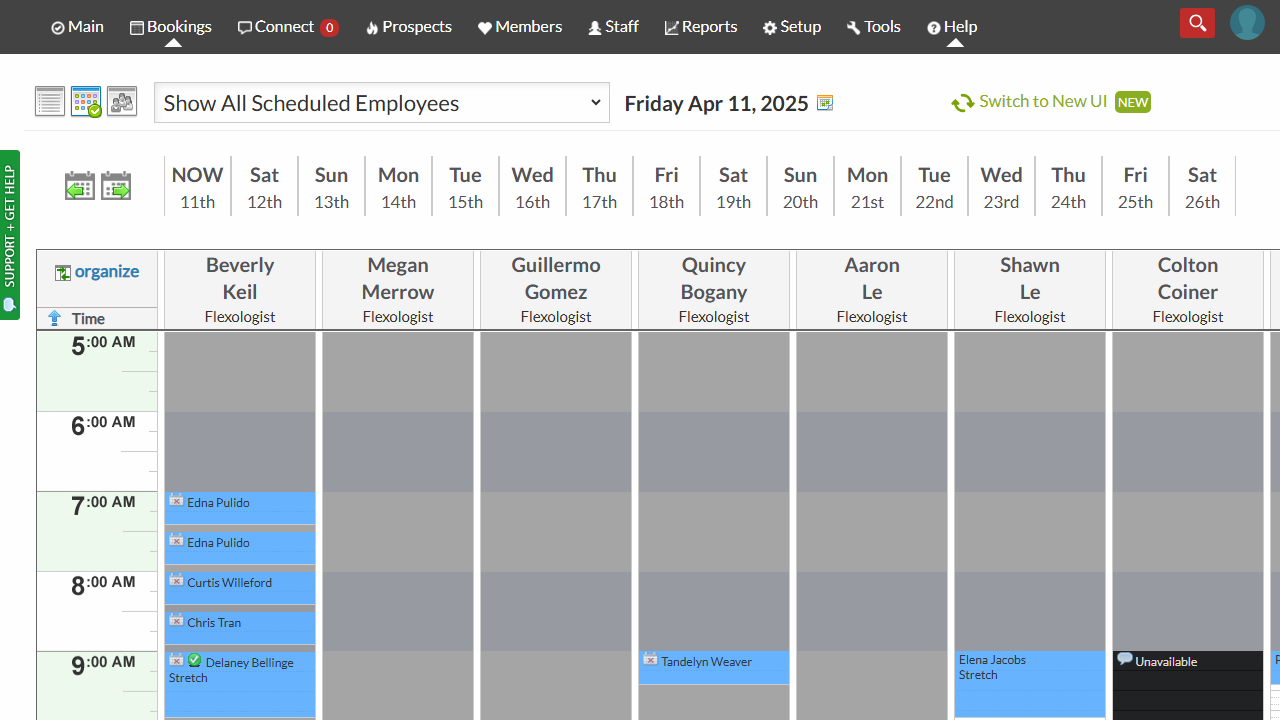 Main Bookings Connect 0 Prospects Members Staff Reports Setup Tools Help
Show All Scheduled Employees Friday Apr 11, 2025 Switch to New UI NEW
SUPPORT + GET HELP
NOW Sat Sun Mon Tue Wed Thu Fri Sat Sun Mon Tue Wed Thu Fri Sat
11th 12th 13th 14th 15th 16th 17th 18th 19th 20th 21st 22nd 23rd 24th 25th 26th
organize
Time
Beverly Megan Guillermo Quincy Aaron Shawn Colton
Keil Merrow Gomez Bogany Le Le Coiner
Flexologist Flexologist Flexologist Flexologist Flexologist Flexologist Flexologist
5:00 AM
6:00 AM
7:00 AM Edna Pulido
Edna Pulido
8:00 AM Curtis Willeford
Chris Tran
9:00 AM Delaney Bellinge Tandelyn Weaver Elena Jacobs Unavailable
Stretch Stretch